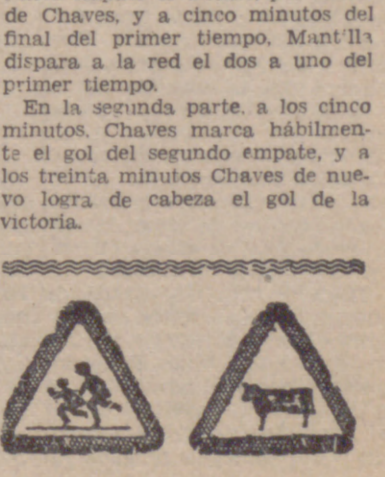 de Chaves, y a cinco minutos del
final del primer tiempo, Mantilla
dispara a la red el dos a uno del
primer tiempo.
En la segunda parte. a los cinco
minutos. Chaves marca hábilmen-
te el gol del segundo empate, y a
los treinta minutos Chaves de nue-
vo logra de cabeza el gol de la
victoria.